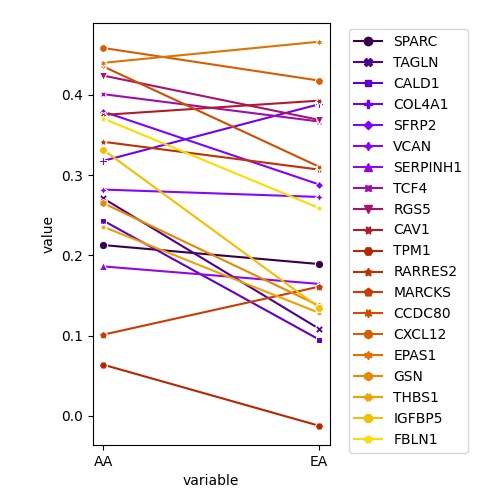 0.4
0.3
0.2
0.1
0.0
value
AA
EA
variable
SPARC
TAGLN
CALD1
COL4A1
SFRP2
VCAN
SERPINH1
TCF4
RGS5
CAV1
TPM1
RARRES2
MARCKS
CCDC80
CXCL12
EPAS1
GSN
THBS1
IGFBP5
FBLN1